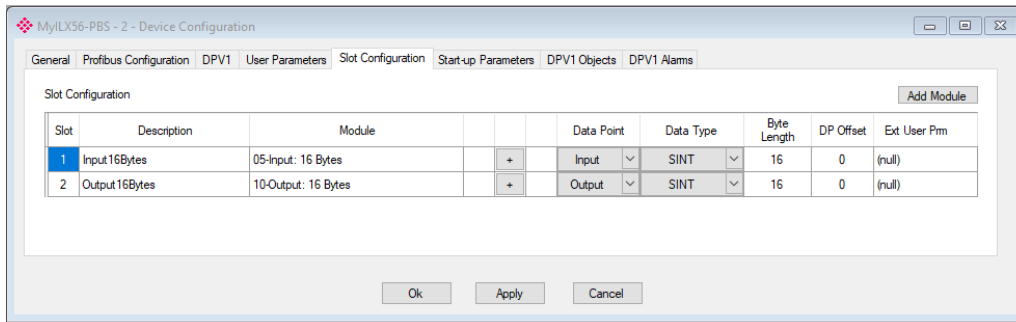 MyILX56-PBS - 2 - Device Configuration
General Profibus Configuration DPV1 User Parameters Slot Configuration Start-up Parameters DPV1 Objects DPV1 Alarms
Slot Configuration
Add Module
Slot Description Module Data Point Data Type Byte Length DP Offset Ext User Prm
1 Input16Bytes 05-Input: 16 Bytes + Input SINT 16 0 (null)
2 Output16Bytes 10-Output: 16 Bytes + Output SINT 16 0 (null)
Ok Apply Cancel